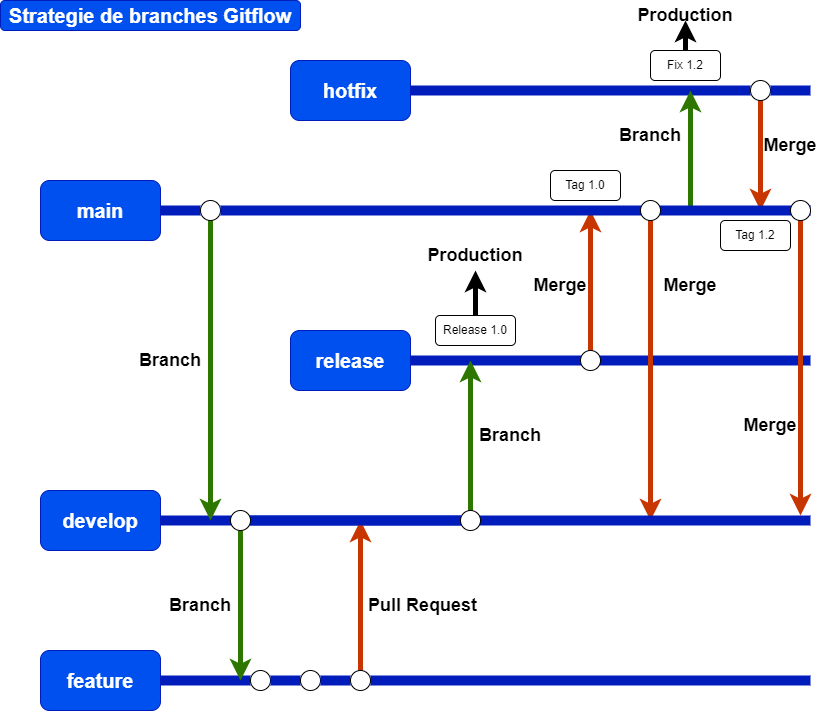 Strategie de branches Gitflow
Production
Fix 1.2
hotfix
Branch
Merge
Tag 1.0
main
Tag 1.2
Production
Merge
Merge
Release 1.0
Branch
release
Merge
Branch
develop
Branch
Pull Request
feature